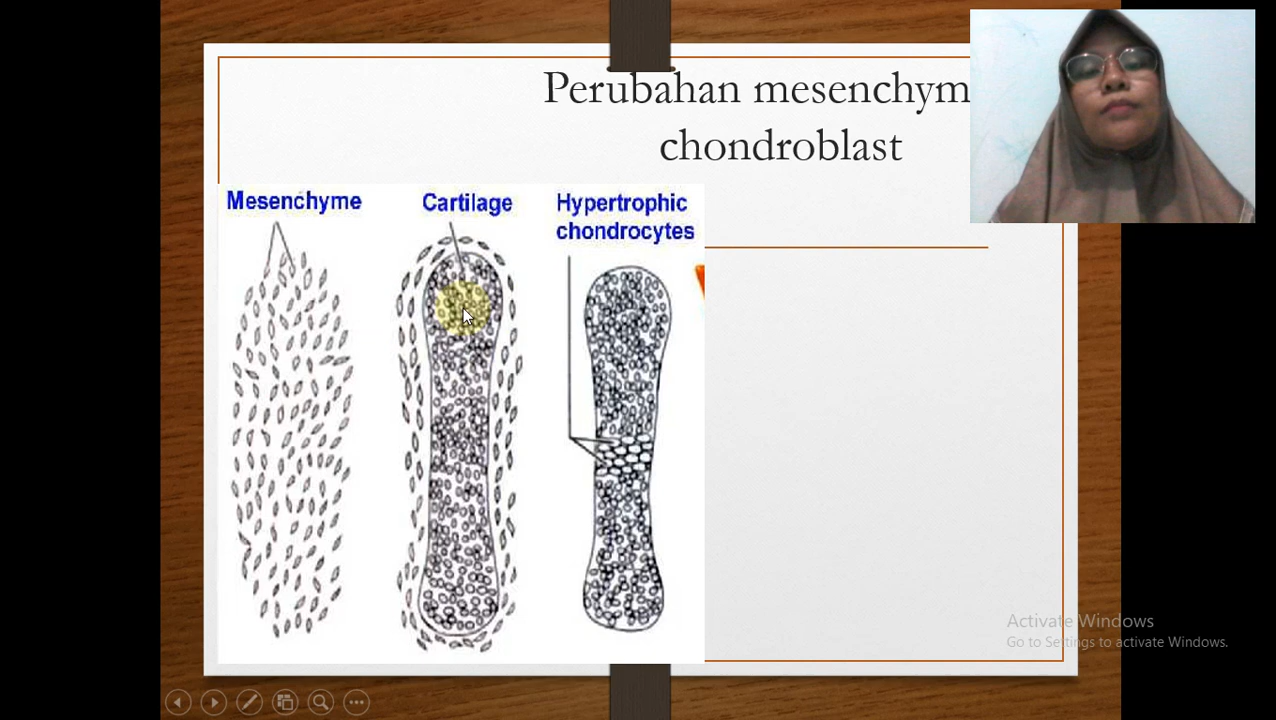 Perubahan mesenchym
chondroblast
Mesenchyme
Cartilage
Hypertrophic
chondrocytes
Activate Windows
Go to Settings to activate Windows.